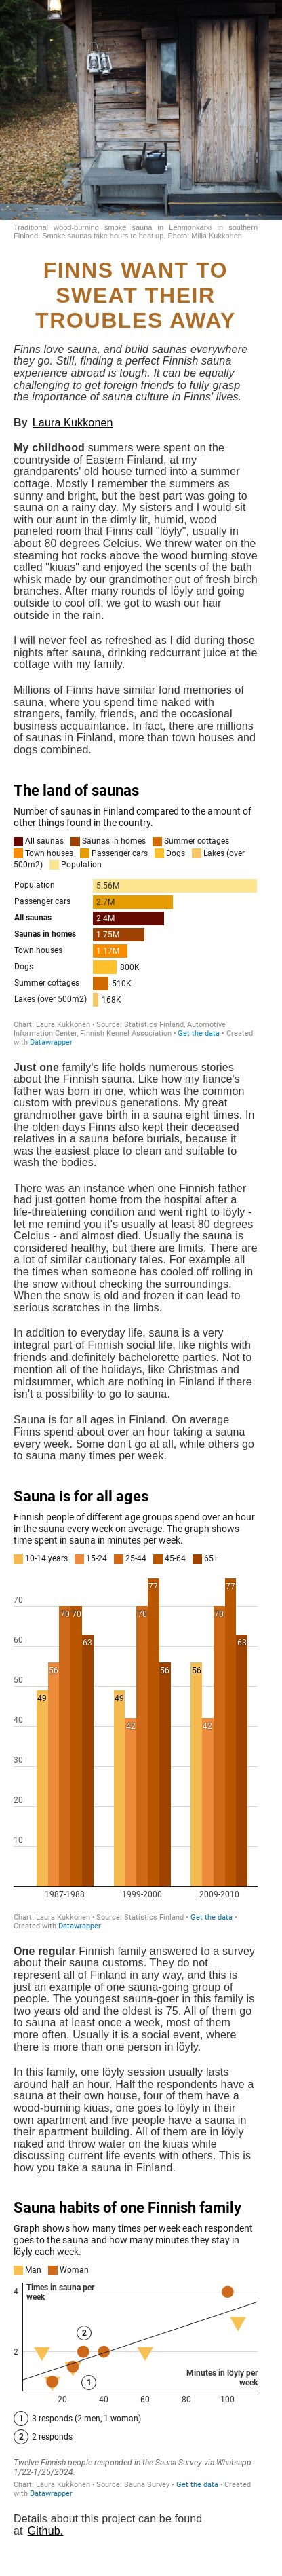 Traditional wood-burning smoke sauna in Lehmonkärki in southern
Finland. Smoke saunas take hours to heat up. Photo: Milla Kukkonen
FINNS WANT TO
SWEAT THEIR
TROUBLES AWAY
Finns love sauna, and build saunas everywhere
they go. Still, finding a perfect Finnish sauna
experience abroad is tough. It can be equally
challenging to get foreign friends to fully grasp
the importance of sauna culture in Finns' lives.
By Laura Kukkonen
My childhood summers were spent on the
countryside of Eastern Finland, at my
grandparents' old house turned into a summer
cottage. Mostly I remember the summers as
sunny and bright, but the best part was going to
sauna on a rainy day. My sisters and I would sit
with our aunt in the dimly lit, humid, wood
paneled room that Finns call "löyly", usually in
about 80 degrees Celcius. We threw water on the
steaming hot rocks above the wood burning stove
called "kiuas" and enjoyed the scents of the bath
whisk made by our grandmother out of fresh birch
branches. After many rounds of löyly and going
outside to cool off, we got to wash our hair
outside in the rain.
I will never feel as refreshed as I did during those
nights after sauna, drinking redcurrant juice at the
cottage with my family.
Millions of Finns have similar fond memories of
sauna, where you spend time naked with
strangers, family, friends, and the occasional
business acquaintance. In fact, there are millions
of saunas in Finland, more than town houses and
dogs combined.
The land of saunas
Number of saunas in Finland compared to the amount of
other things found in the country.
All saunas Saunas in homes Summer cottages
Town houses Passenger cars Dogs Lakes (over
500m2) Population
Population 5.56M
Passenger cars 2.7M
All saunas 2.4M
Saunas in homes 1.75M
Town houses 1.17M
Dogs 800K
Summer cottages 510K
Lakes (over 500m2) 168K
Chart: Laura Kukkonen • Source: Statistics Finland, Automotive
Information Center, Finnish Kennel Association • Get the data • Created
with Datawrapper
Just one family's life holds numerous stories
about the Finnish sauna. Like how my fiance's
father was born in one, which was the common
custom with previous generations. My great
grandmother gave birth in a sauna eight times. In
the olden days Finns also kept their deceased
relatives in a sauna before burials, because it
was the easiest place to clean and suitable to
wash the bodies.
There was an instance when one Finnish father
had just gotten home from the hospital after a
life-threatening condition and went right to löyly -
let me remind you it's usually at least 80 degrees
Celcius - and almost died. Usually the sauna is
considered healthy, but there are limits. There are
a lot of similar cautionary tales. For example all
the times when someone has cooled off rolling in
the snow without checking the surroundings.
When the snow is old and frozen it can lead to
serious scratches in the limbs.
In addition to everyday life, sauna is a very
integral part of Finnish social life, like nights with
friends and definitely bachelorette parties. Not to
mention all of the holidays, like Christmas and
midsummer, which are nothing in Finland if there
isn't a possibility to go to sauna.
Sauna is for all ages in Finland. On average
Finns spend about over an hour taking a sauna
every week. Some don't go at all, while others go
to sauna many times per week.
Sauna is for all ages
Finnish people of different age groups spend over an hour
in the sauna every week on average. The graph shows
time spent in sauna in minutes per week.
10-14 years 15-24 25-44 45-64 65+
70
60
50
40
30
20
10
49 56 70 70 63
49 42 70 77 56
56 42 70 77 63
1987-1988 1999-2000 2009-2010
Chart: Laura Kukkonen • Source: Statistics Finland • Get the data •
Created with Datawrapper
One regular Finnish family answered to a survey
about their sauna customs. They do not
represent all of Finland in any way, and this is
just an example of one sauna-going group of
people. The youngest sauna-goer in this family is
two years old and the oldest is 75. All of them go
to sauna at least once a week, most of them
more often. Usually it is a social event, where
there is more than one person in löyly.
In this family, one löyly session usually lasts
around half an hour. Half the respondents have a
sauna at their own house, four of them have a
wood-burning kiuas, one goes to löyly in their
own apartment and five people have a sauna in
their apartment building. All of them are in löyly
naked and throw water on the kiuas while
discussing current life events with others. This is
how you take a sauna in Finland.
Sauna habits of one Finnish family
Graph shows how many times per week each respondent
goes to the sauna and how many minutes they stay in
löyly each week.
Man Woman
4 Times in sauna per
week
2
2
1
Minutes in löyly per
week
20 40 60 80 100
1 3 responds (2 men, 1 woman)
2 2 responds
Twelve Finnish people responded in the Sauna Survey via Whatsapp
1/22-1/25/2024.
Chart: Laura Kukkonen • Source: Sauna Survey • Get the data • Created
with Datawrapper
Details about this project can be found
at Github.